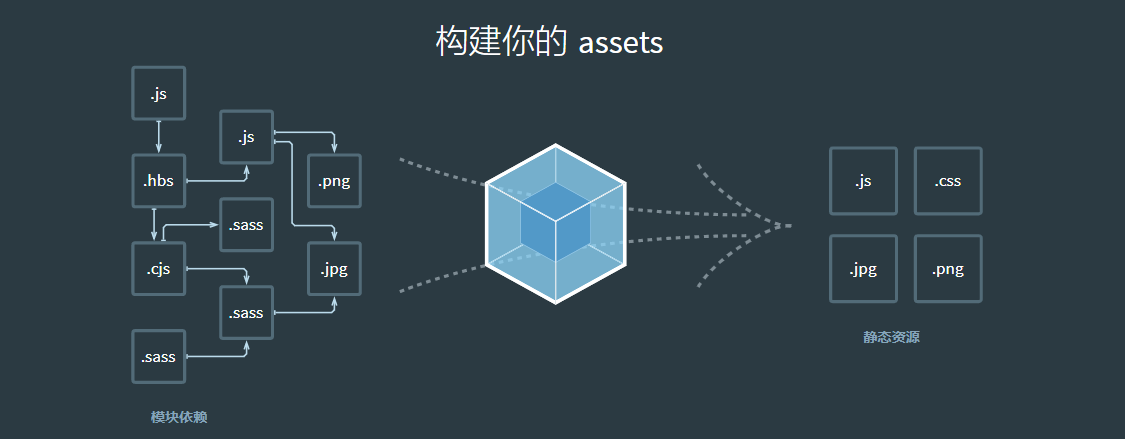 构建你的 assets
.js
.js
.hbs
.png
.sass
.cjs
.jpg
.sass
.sass
模块依赖
.js
.css
.jpg
.png
静态资源